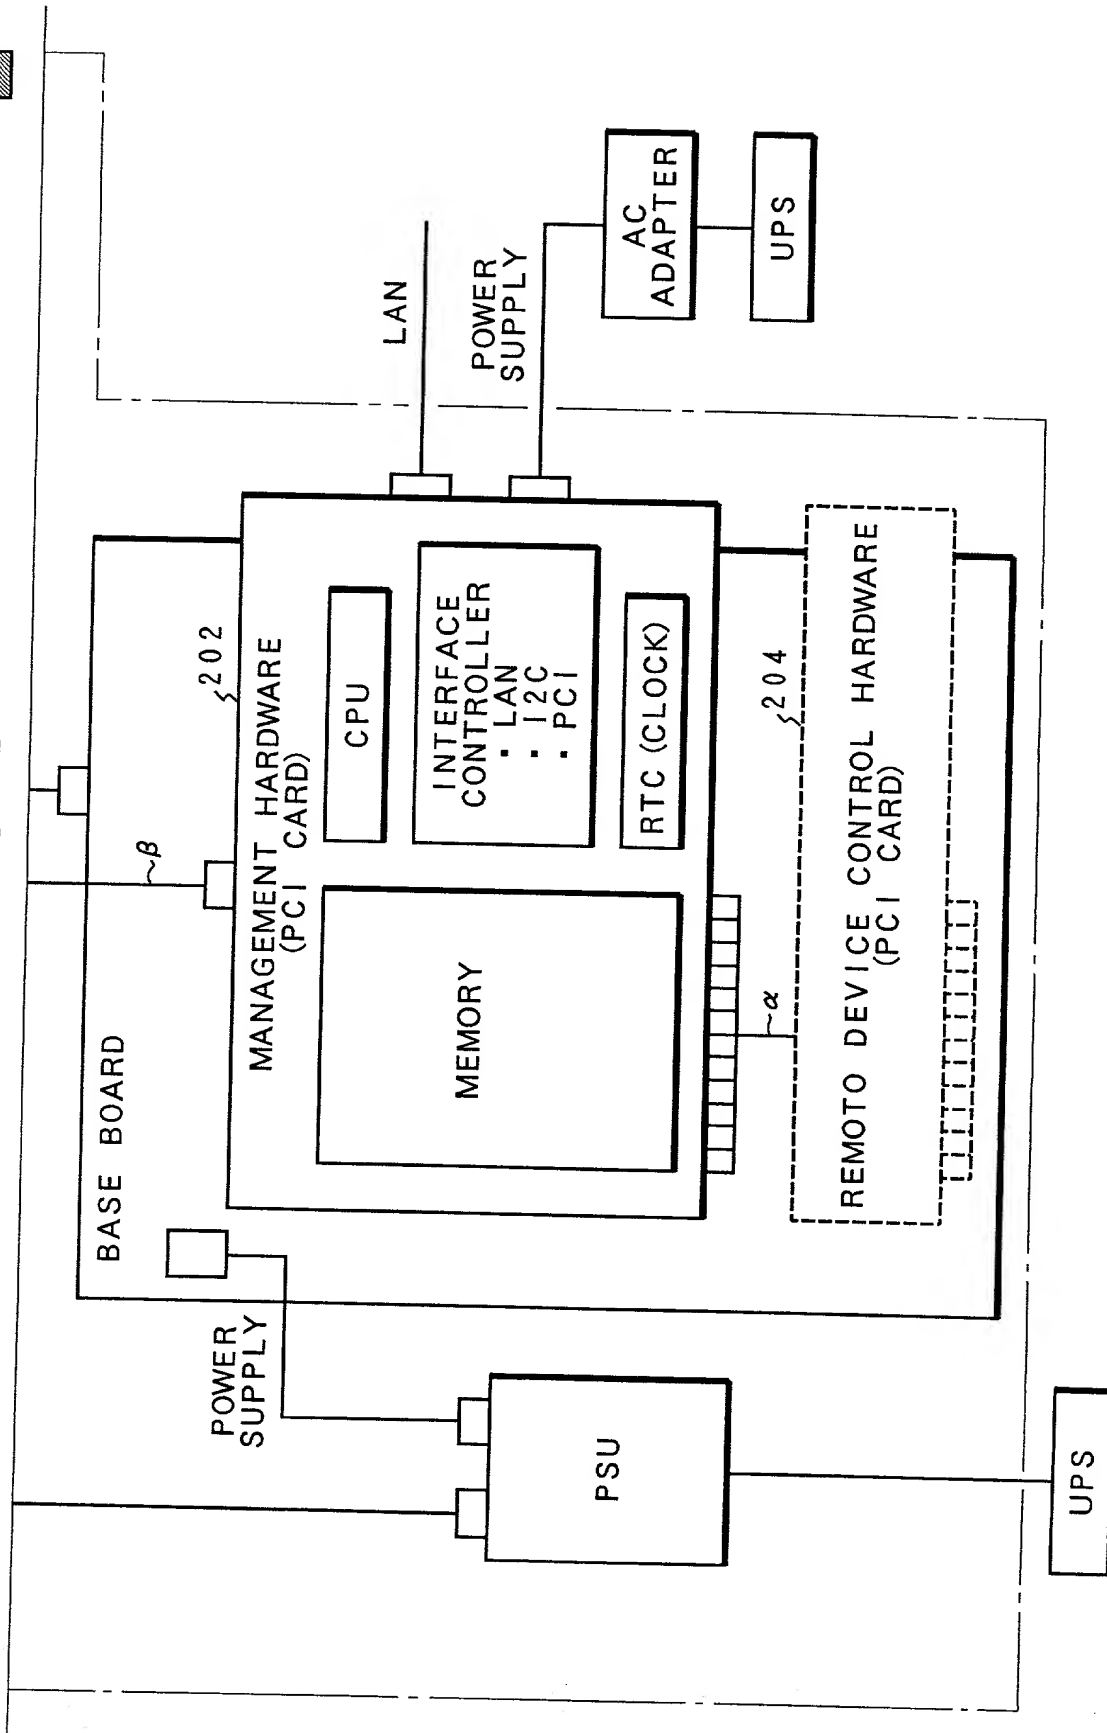 BASE BOARD
β
202
MANAGEMENT HARDWARE
(PCI CARD)
MEMORY
CPU
INTERFACE
CONTROLLER
・LAN
・I2C
・PCI
RTC (CLOCK)
LAN
POWER
SUPPLY
AC
ADAPTER
UPS
α
204
REMOTO DEVICE CONTROL HARDWARE
(PCI CARD)
POWER
SUPPLY
PSU
UPS